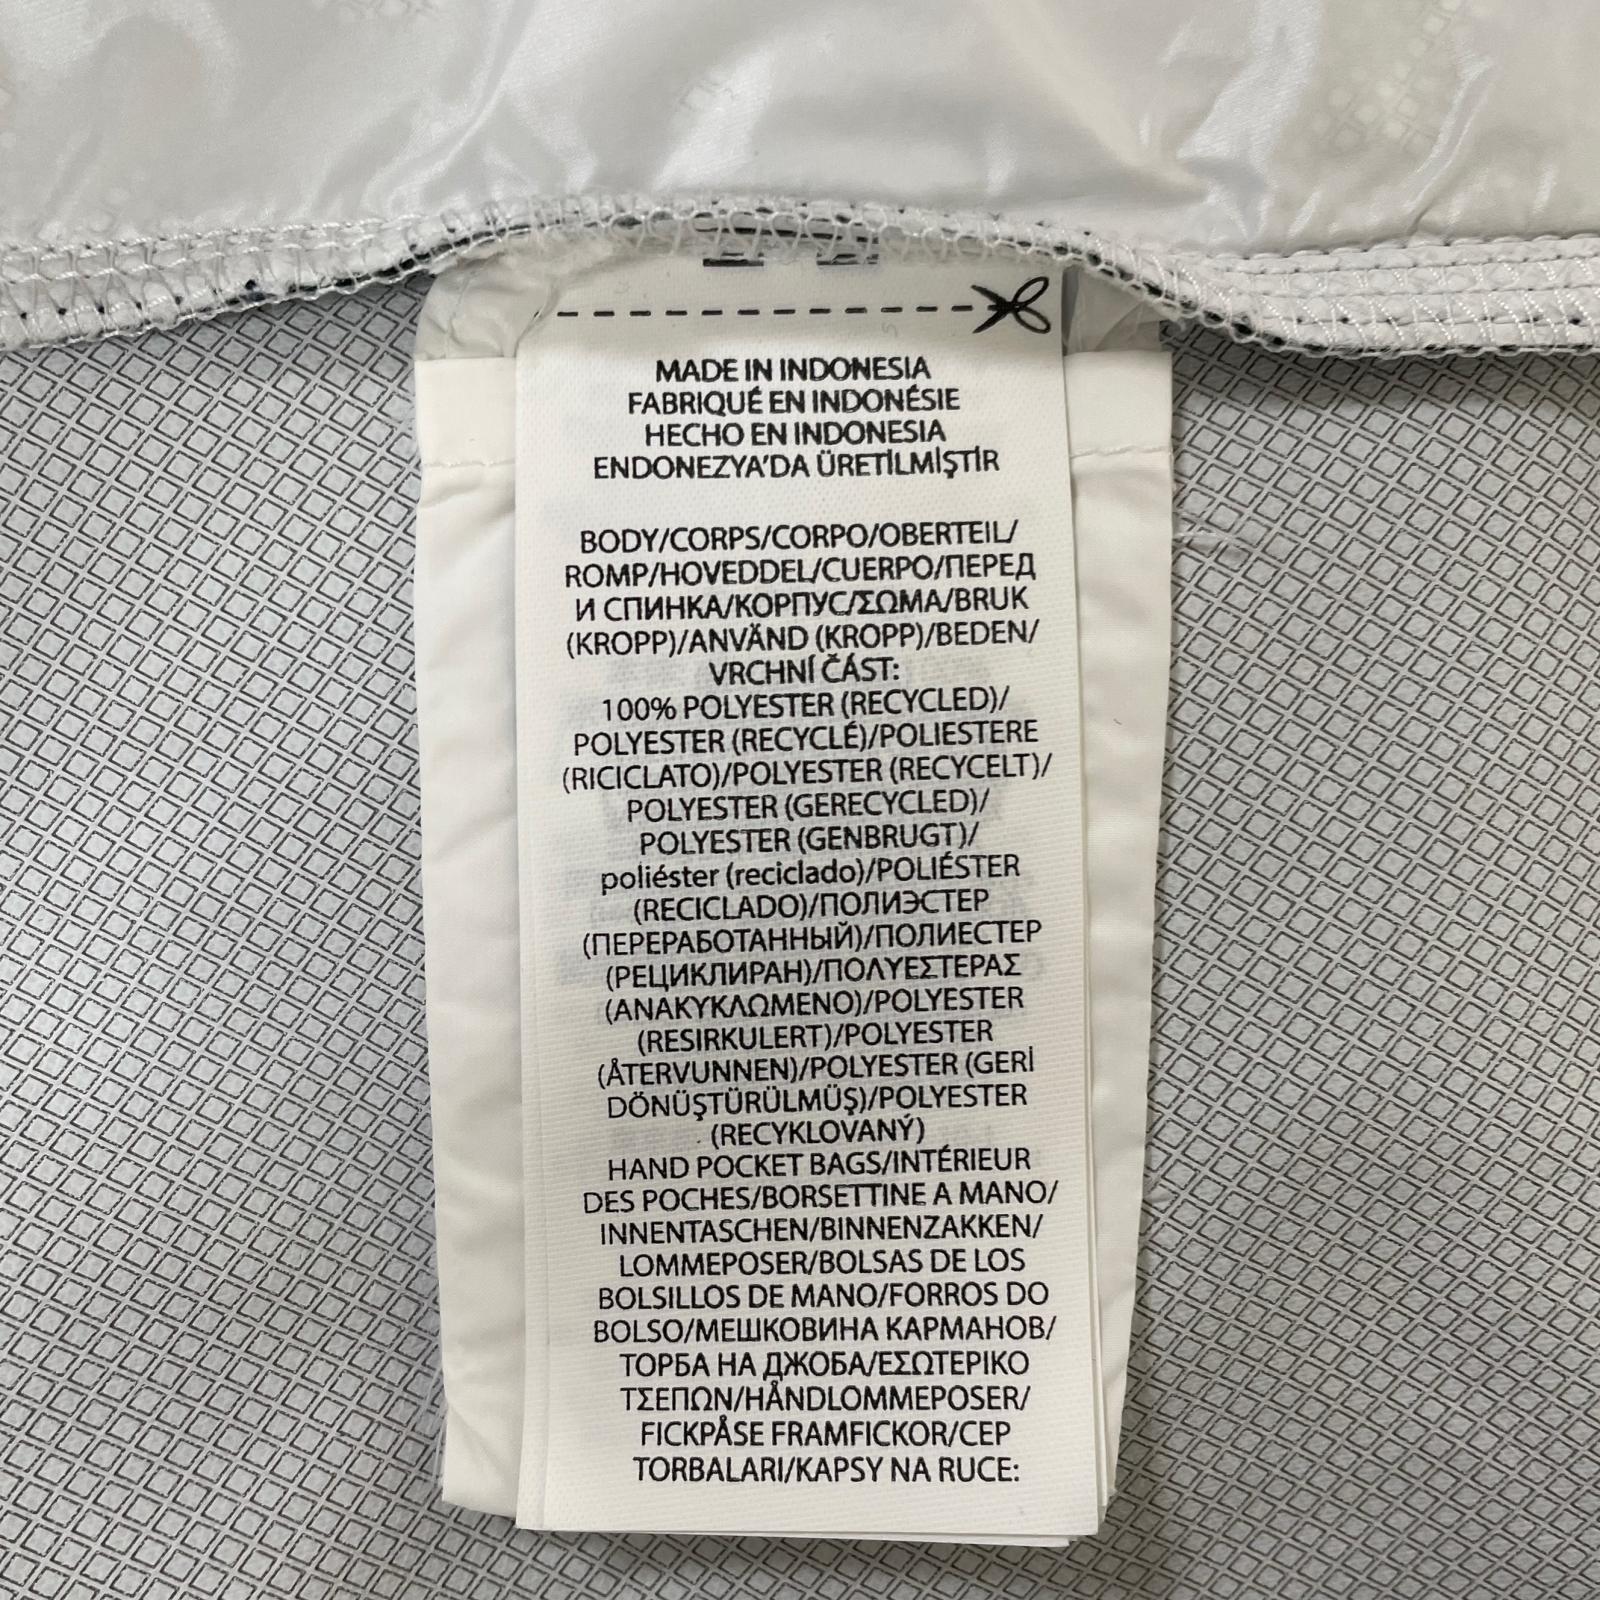 MADE IN INDONESIA
FABRIQUÉ EN INDONÉSIE
HECHO EN INDONESIA
ENDONEZYA'DA ÜRETİLMİŞTİR
BODY/CORPS/CORPO/OBERTEIL/
ROMP/HOVEDDEL/CUERPO/ПЕРЕД
И СПИНКА/КОРПУС/ΣΩΜΑ/BRUK
(KROPP)/ANVÄND (KROPP)/BEDEN/
VRCHNÍ ČÁST:
100% POLYESTER (RECYCLED)/
POLYESTER (RECYCLÉ)/POLIESTERE
(RICICLATO)/POLYESTER (RECYCELT)/
POLYESTER (GERECYCLED)/
POLYESTER (GENBRUGT)/
poliéster (reciclado)/POLIÉSTER
(RECICLADO)/ПОЛИЭСТЕР
(ПЕРЕРАБОТАННЫЙ)/ПОЛИЕСТЕР
(РЕЦИКЛИРАН)/ΠΟΛΥΕΣΤΕΡΑΣ
(ΑΝΑΚΥΚΛΩΜΕΝΟ)/POLYESTER
(RESIRKULERT)/POLYESTER
(ÅTERVUNNEN)/POLYESTER (GERİ
DÖNÜŞTÜRÜLMÜŞ)/POLYESTER
(RECYKLOVANÝ)
HAND POCKET BAGS/INTÉRIEUR
DES POCHES/BORSETTINE A MANO/
INNENTASCHEN/BINNENZAKKEN/
LOMMEPOSER/BOLSAS DE LOS
BOLSILLOS DE MANO/FORROS DO
BOLSO/МЕШКОВИНА КАРМАНОВ/
ТОРБА НА ДЖОБА/ΕΣΩΤΕΡΙΚΟ
ΤΣΕΠΩΝ/HÅNDLOMMEPOSER/
FICKPÅSE FRAMFICKOR/CEP
TORBALARI/KAPSY NA RUCE: